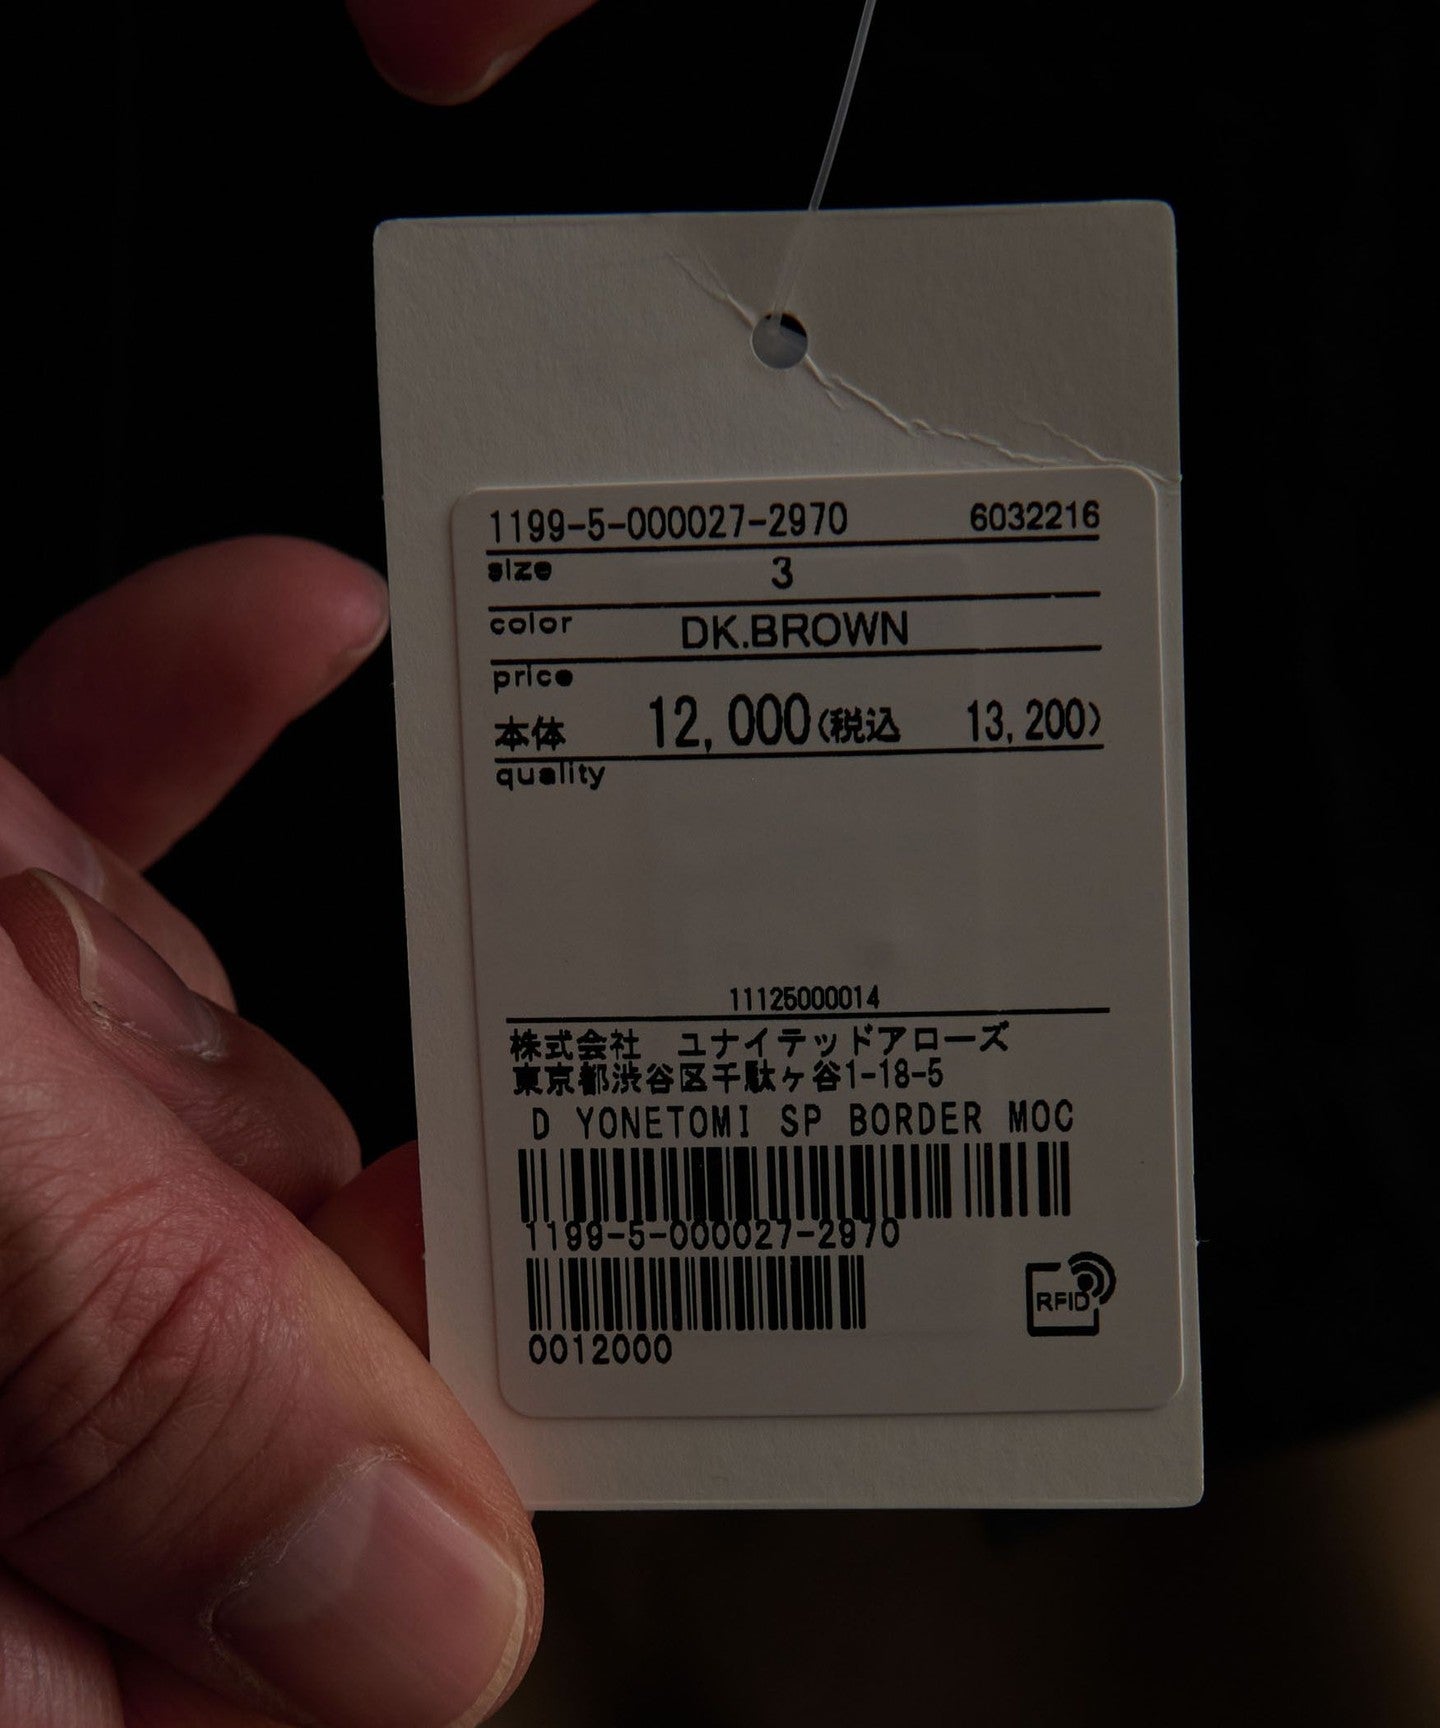 1199-5-000027-2970 6032216
size 3
color DK.BROWN
price
本体 12,000(税込 13,200)
quality
11125000014
株式会社 ユナイテッドアローズ
東京都渋谷区千駄ヶ谷1-18-5
D YONETOMI SP BORDER MOC
1199-5-000027-2970
0012000
RFID